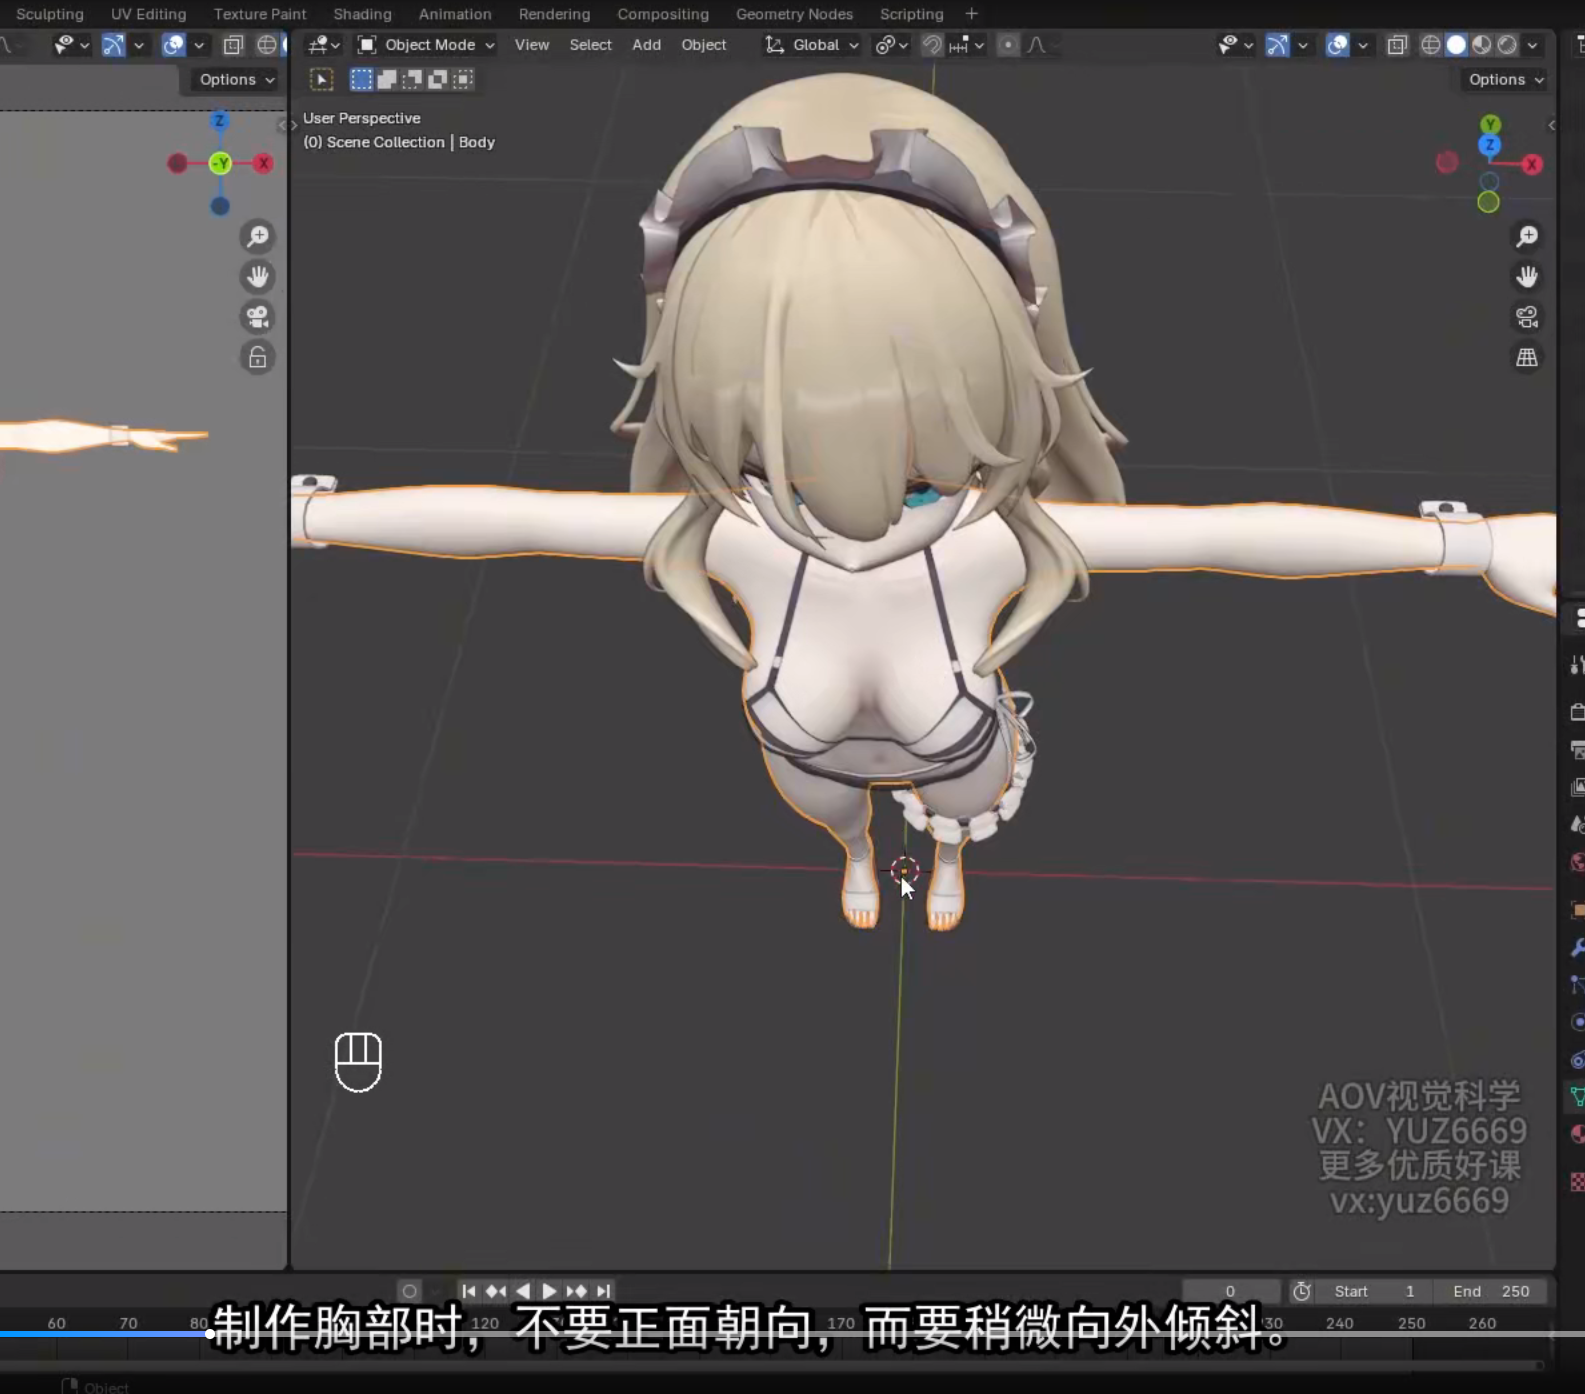 Sculpting UV Editing Texture Paint Shading Animation Rendering Compositing Geometry Nodes Scripting +
Object Mode View Select Add Object Global
Options Options
User Perspective
(0) Scene Collection | Body
Z
-Y X
Y
Z
X
AOV视觉科学
VX：YUZ6669
更多优质好课
vx:yuz6669
0 Start 1 End 250
60 70 80 120 170 230 240 250 260
制作胸部时，不要正面朝向，而要稍微向外倾斜。
Object